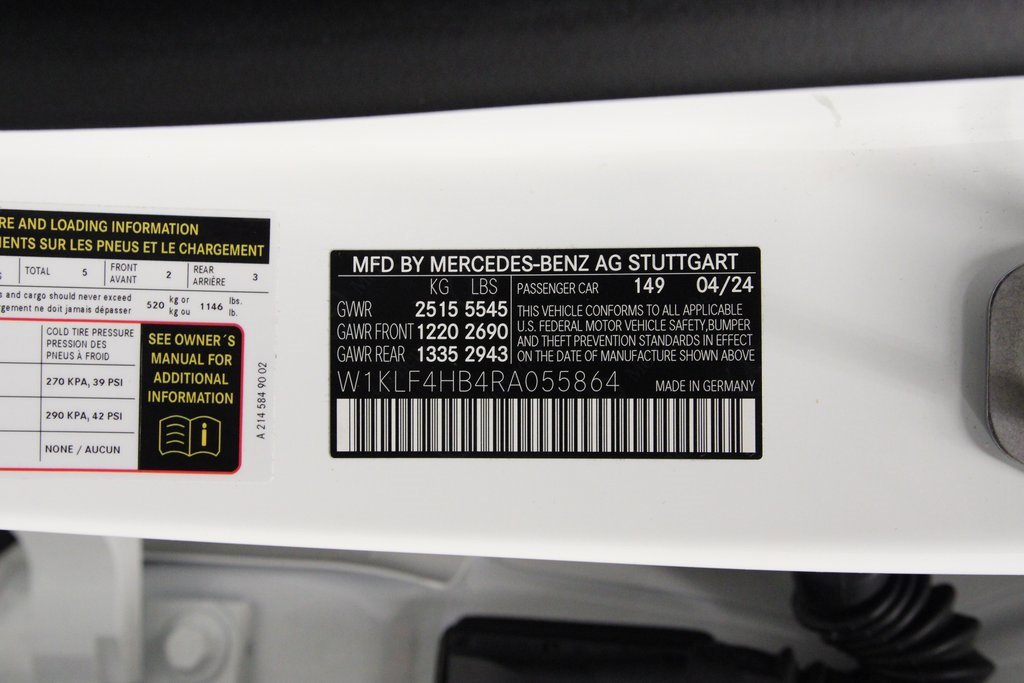 RE AND LOADING INFORMATION
ENTS SUR LES PNEUS ET LE CHARGEMENT
TOTAL 5 FRONT AVANT 2 REAR ARRIÈRE 3
s and cargo should never exceed 520 kg or 1146 lbs.
rgement ne doit jamais dépasser kg ou lb.
COLD TIRE PRESSURE
PRESSION DES
PNEUS À FROID
270 KPA, 39 PSI
290 KPA, 42 PSI
NONE / AUCUN
SEE OWNER´S
MANUAL FOR
ADDITIONAL
INFORMATION
i
A 214 584 90 02
MFD BY MERCEDES-BENZ AG STUTTGART
KG LBS
GWR 2515 5545
GAWR FRONT 1220 2690
GAWR REAR 1335 2943
PASSENGER CAR 149 04/24
THIS VEHICLE CONFORMS TO ALL APPLICABLE
U.S. FEDERAL MOTOR VEHICLE SAFETY,BUMPER
AND THEFT PREVENTION STANDARDS IN EFFECT
ON THE DATE OF MANUFACTURE SHOWN ABOVE
W1KLF4HB4RA055864
MADE IN GERMANY